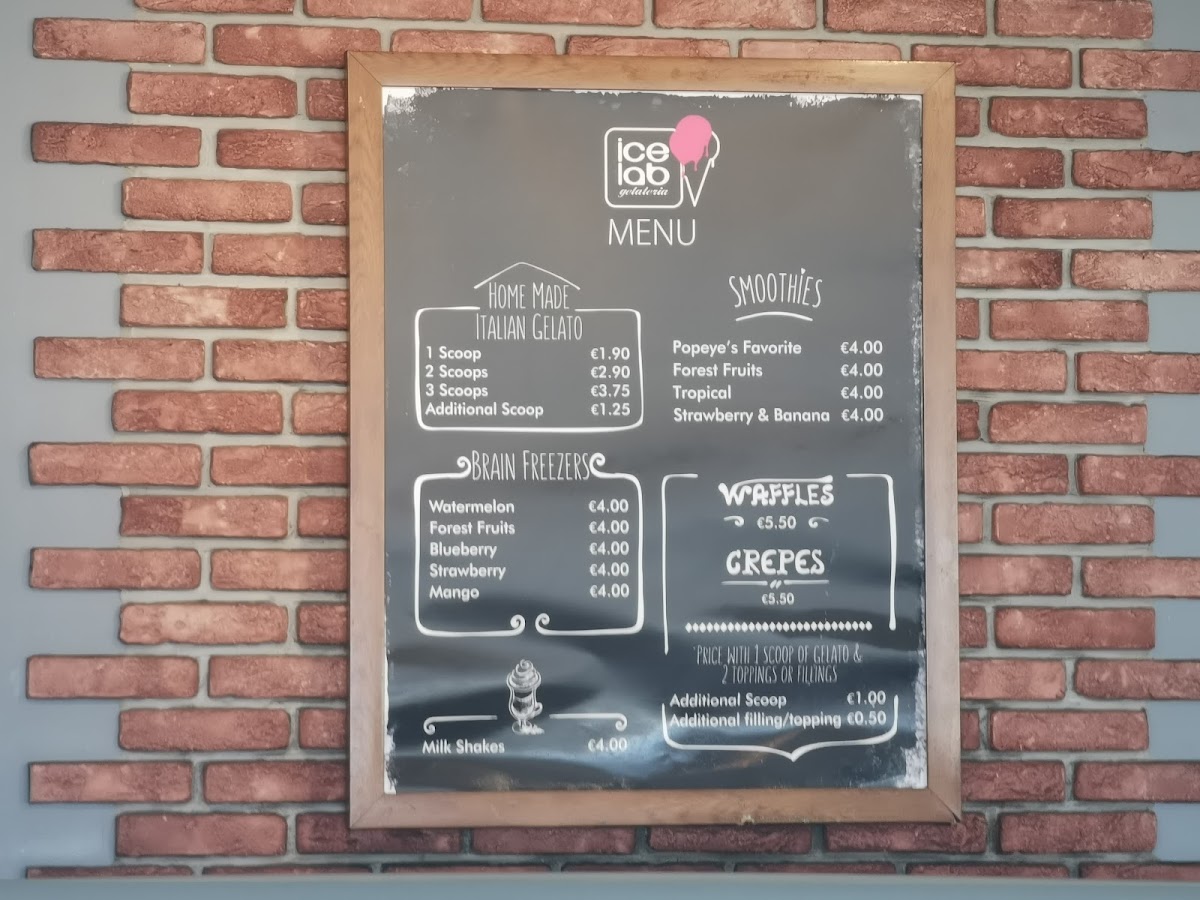 ice
lab
gelateria
MENU
HOME MADE
ITALIAN GELATO
1 Scoop €1.90
2 Scoops €2.90
3 Scoops €3.75
Additional Scoop €1.25
BRAIN FREEZERS
Watermelon €4.00
Forest Fruits €4.00
Blueberry €4.00
Strawberry €4.00
Mango €4.00
Milk Shakes €4.00
SMOOTHIES
Popeye's Favorite €4.00
Forest Fruits €4.00
Tropical €4.00
Strawberry & Banana €4.00
WAFFLES
€5.50
CREPES
€5.50
*PRICE WITH 1 SCOOP OF GELATO &
2 TOPPINGS OR FILLINGS
Additional Scoop €1.00
Additional filling/topping €0.50